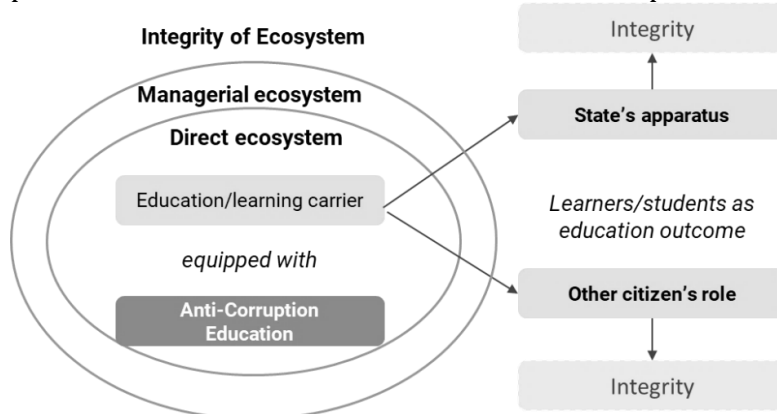 Integrity of Ecosystem
Managerial ecosystem
Direct ecosystem
Education/learning carrier
equipped with
Anti-Corruption
Education
Integrity
State's apparatus
Learners/students as
education outcome
Other citizen's role
Integrity